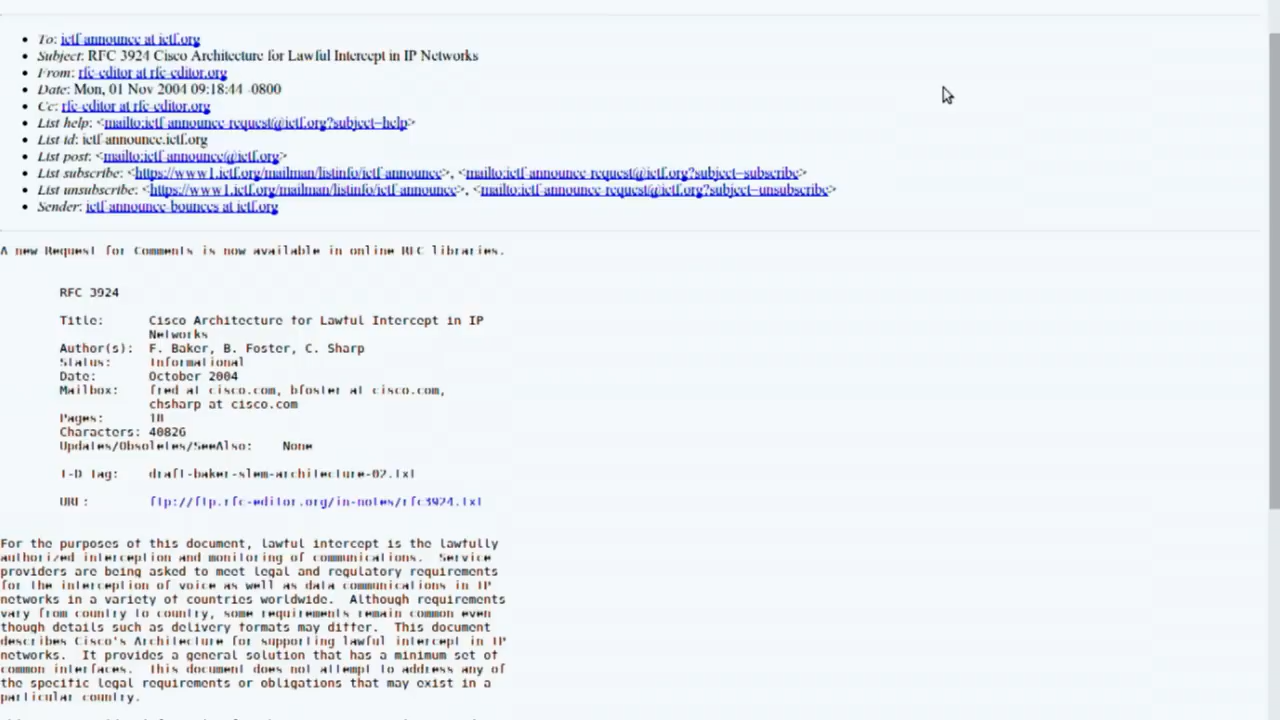 To: ietf-announce at ietf.org
Subject: RFC 3924 Cisco Architecture for Lawful Intercept in IP Networks
From: rfc-editor at rfc-editor.org
Date: Mon, 01 Nov 2004 09:18:44 -0800
Cc: rfc-editor at rfc-editor.org
List-help: <mailto:ietf-announce-request@ietf.org?subject=help>
List-id: ietf-announce.ietf.org
List-post: <mailto:ietf-announce@ietf.org>
List-subscribe: <https://www1.ietf.org/mailman/listinfo/ietf-announce>, <mailto:ietf-announce-request@ietf.org?subject=subscribe>
List-unsubscribe: <https://www1.ietf.org/mailman/listinfo/ietf-announce>, <mailto:ietf-announce-request@ietf.org?subject=unsubscribe>
Sender: ietf-announce-bounces at ietf.org
A new Request for Comments is now available in online RFC libraries.
RFC 3924
Title: Cisco Architecture for Lawful Intercept in IP
Networks
Author(s): F. Baker, B. Foster, C. Sharp
Status: Informational
Date: October 2004
Mailbox: fred at cisco.com, bfoster at cisco.com,
chsharp at cisco.com
Pages: 18
Characters: 40826
Updates/Obsoletes/SeeAlso: None
I-D Tag: draft-baker-slem-architecture-02.txt
URL: ftp://ftp.rfc-editor.org/in-notes/rfc3924.txt
For the purposes of this document, lawful intercept is the lawfully
authorized interception and monitoring of communications. Service
providers are being asked to meet legal and regulatory requirements
for the interception of voice as well as data communications in IP
networks in a variety of countries worldwide. Although requirements
vary from country to country, some requirements remain common even
though details such as delivery formats may differ. This document
describes Cisco's Architecture for supporting lawful intercept in IP
networks. It provides a general solution that has a minimum set of
common interfaces. This document does not attempt to address any of
the specific legal requirements or obligations that may exist in a
particular country.